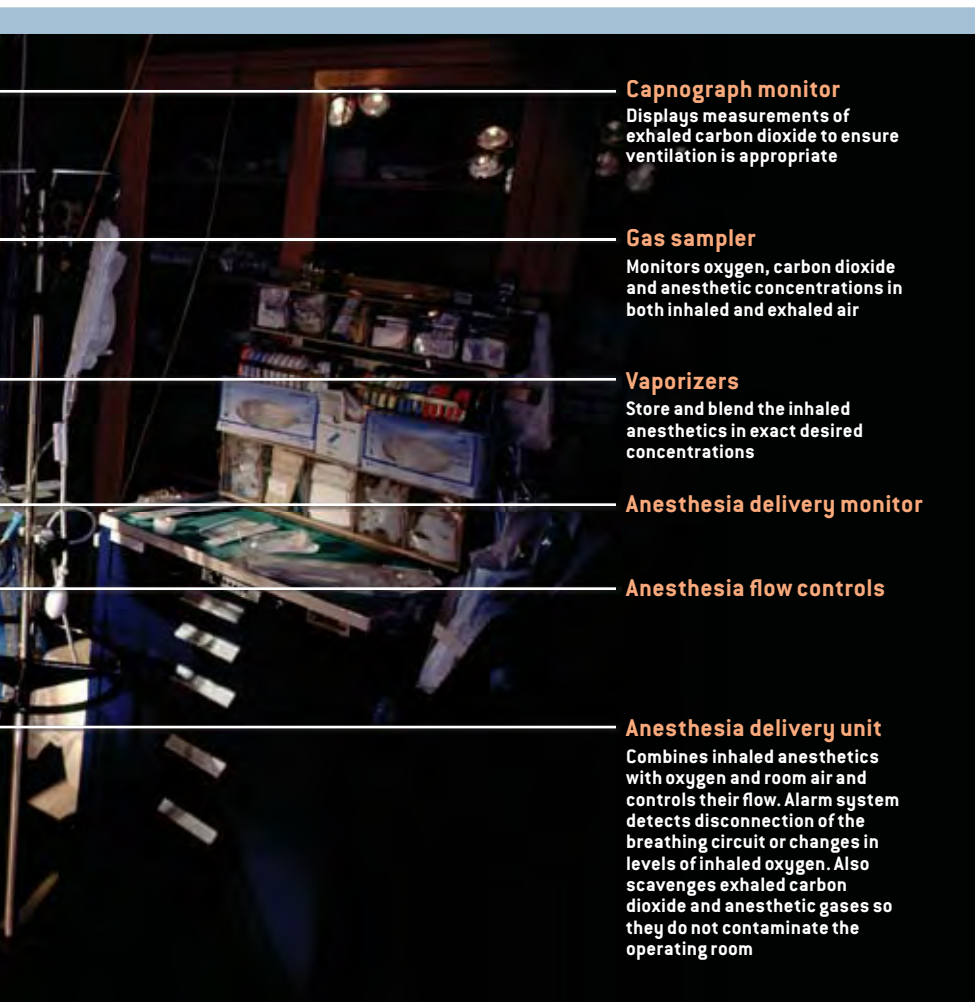 Capnograph monitor
Displays measurements of
exhaled carbon dioxide to ensure
ventilation is appropriate
Gas sampler
Monitors oxygen, carbon dioxide
and anesthetic concentrations in
both inhaled and exhaled air
Vaporizers
Store and blend the inhaled
anesthetics in exact desired
concentrations
Anesthesia delivery monitor
Anesthesia flow controls
Anesthesia delivery unit
Combines inhaled anesthetics
with oxygen and room air and
controls their flow. Alarm system
detects disconnection of the
breathing circuit or changes in
levels of inhaled oxygen. Also
scavenges exhaled carbon
dioxide and anesthetic gases so
they do not contaminate the
operating room